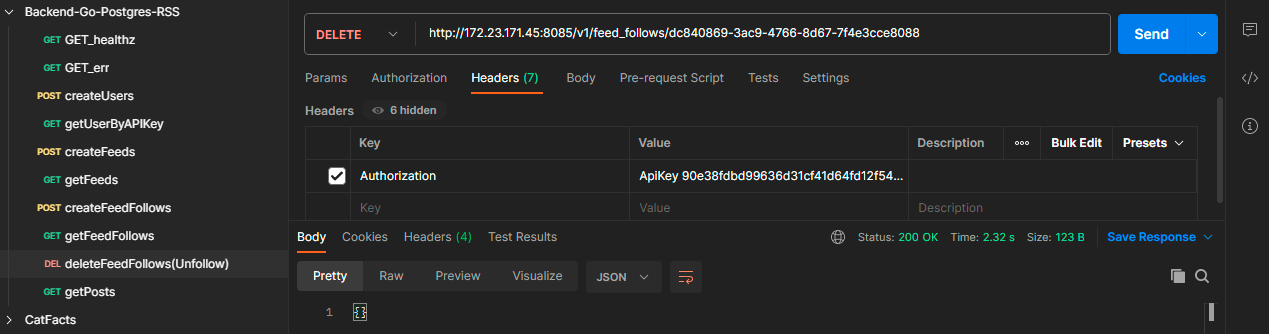 Backend-Go-Postgres-RSS
GET GET_healthz
GET GET_err
POST createUsers
GET getUserByAPIKey
POST createFeeds
GET getFeeds
POST createFeedFollows
GET getFeedFollows
DEL deleteFeedFollows(Unfollow)
GET getPosts
CatFacts
DELETE http://172.23.171.45:8085/v1/feed_follows/dc840869-3ac9-4766-8d67-7f4e3cce8088 Send
Params Authorization Headers (7) Body Pre-request Script Tests Settings Cookies
Headers 6 hidden
Key Value Description Bulk Edit Presets
Authorization ApiKey 90e38fdbd99636d31cf41d64fd12f54...
Key Value Description
Body Cookies Headers (4) Test Results Status: 200 OK Time: 2.32 s Size: 123 B Save Response
Pretty Raw Preview Visualize JSON
1 {}